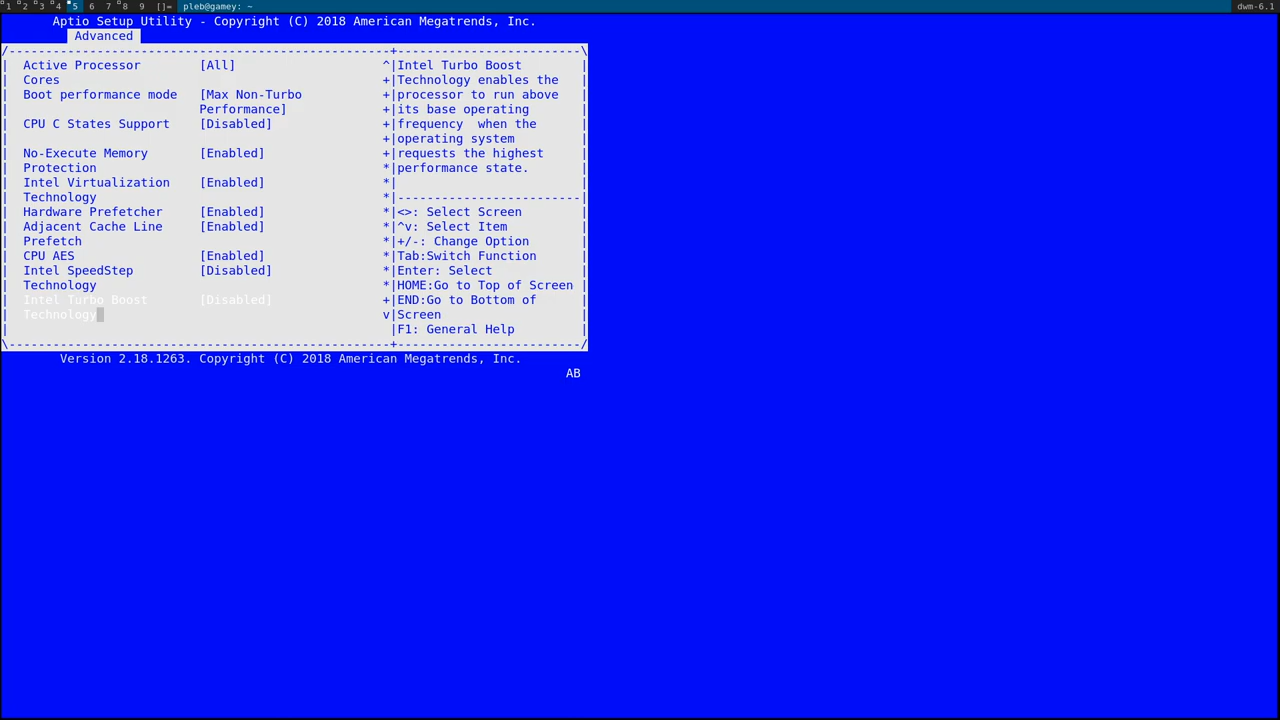 1 2 3 4 5 6 7 8 9 []= pleb@gamey: ~ dwm-6.1
Aptio Setup Utility - Copyright (C) 2018 American Megatrends, Inc.
Advanced
/----------------------------------------------------+-------------------------\
| Active Processor [All] ^|Intel Turbo Boost |
| Cores +|Technology enables the |
| Boot performance mode [Max Non-Turbo +|processor to run above |
| Performance] +|its base operating |
| CPU C States Support [Disabled] +|frequency  when the |
| +|operating system |
| No-Execute Memory [Enabled] +|requests the highest |
| Protection *|performance state. |
| Intel Virtualization [Enabled] *| |
| Technology *|-------------------------|
| Hardware Prefetcher [Enabled] *|<>: Select Screen |
| Adjacent Cache Line [Enabled] *|^v: Select Item |
| Prefetch *|+/-: Change Option |
| CPU AES [Enabled] *|Tab:Switch Function |
| Intel SpeedStep [Disabled] *|Enter: Select |
| Technology *|HOME:Go to Top of Screen |
| Intel Turbo Boost [Disabled] +|END:Go to Bottom of |
| Technology v|Screen |
| |F1: General Help |
\----------------------------------------------------+-------------------------/
Version 2.18.1263. Copyright (C) 2018 American Megatrends, Inc.
AB